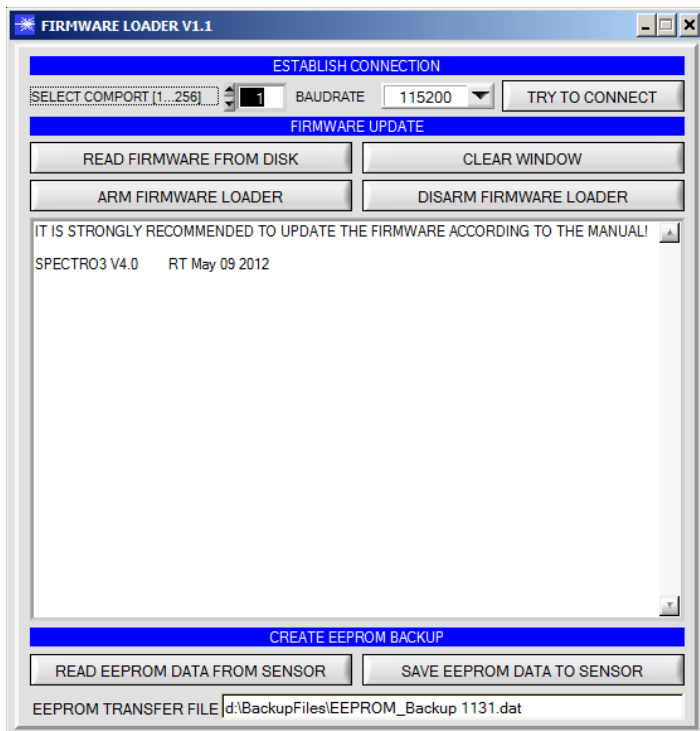 FIRMWARE LOADER V1.1
ESTABLISH CONNECTION
SELECT COMPORT [1...256] 1 BAUDRATE 115200 TRY TO CONNECT
FIRMWARE UPDATE
READ FIRMWARE FROM DISK CLEAR WINDOW
ARM FIRMWARE LOADER DISARM FIRMWARE LOADER
IT IS STRONGLY RECOMMENDED TO UPDATE THE FIRMWARE ACCORDING TO THE MANUAL!
SPECTRO3 V4.0 RT May 09 2012
CREATE EEPROM BACKUP
READ EEPROM DATA FROM SENSOR SAVE EEPROM DATA TO SENSOR
EEPROM TRANSFER FILE d:\BackupFiles\EEPROM_Backup 1131.dat